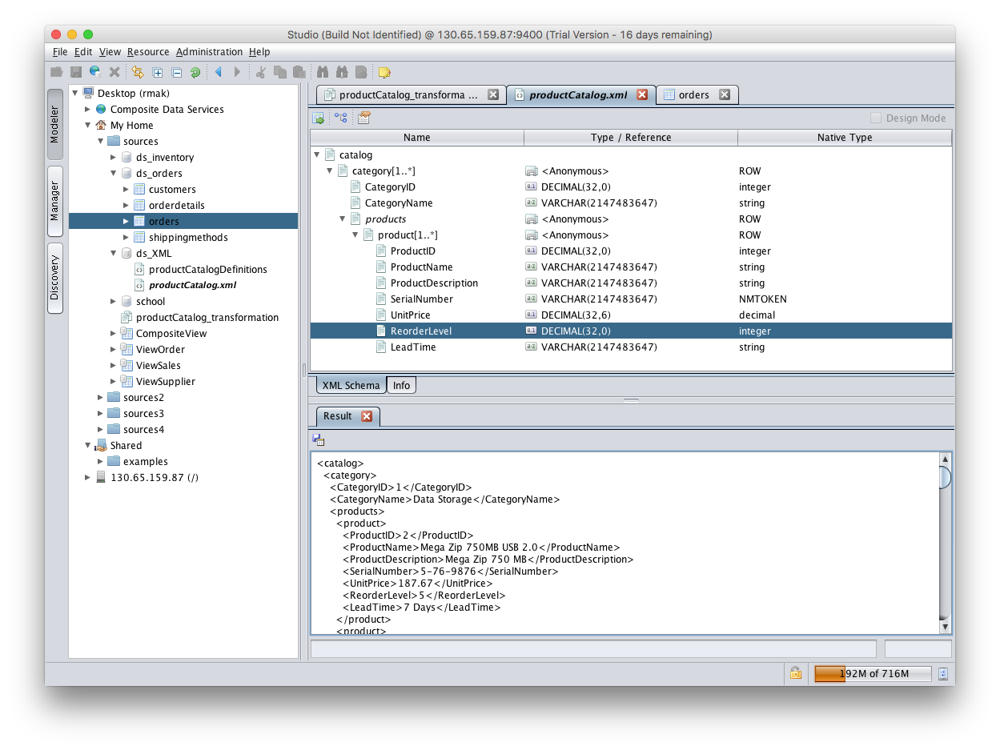 Studio (Build Not Identified) @ 130.65.159.87:9400 (Trial Version - 16 days remaining)
File Edit View Resource Administration Help
Modeler
Manager
Discovery
Desktop (rmak)
Composite Data Services
My Home
sources
ds_inventory
ds_orders
customers
orderdetails
orders
shippingmethods
ds_XML
productCatalogDefinitions
productCatalog.xml
school
productCatalog_transformation
CompositeView
ViewOrder
ViewSales
ViewSupplier
sources2
sources3
sources4
Shared
examples
130.65.159.87 (/)
productCatalog_transforma ... productCatalog.xml orders
Design Mode
Name Type / Reference Native Type
catalog
category[1..*] <Anonymous> ROW
CategoryID DECIMAL(32,0) integer
CategoryName VARCHAR(2147483647) string
products <Anonymous> ROW
product[1..*] <Anonymous> ROW
ProductID DECIMAL(32,0) integer
ProductName VARCHAR(2147483647) string
ProductDescription VARCHAR(2147483647) string
SerialNumber VARCHAR(2147483647) NMTOKEN
UnitPrice DECIMAL(32,6) decimal
ReorderLevel DECIMAL(32,0) integer
LeadTime VARCHAR(2147483647) string
XML Schema Info
Result
<catalog>
<category>
<CategoryID>1</CategoryID>
<CategoryName>Data Storage</CategoryName>
<products>
<product>
<ProductID>2</ProductID>
<ProductName>Mega Zip 750MB USB 2.0</ProductName>
<ProductDescription>Mega Zip 750 MB</ProductDescription>
<SerialNumber>5-76-9876</SerialNumber>
<UnitPrice>187.67</UnitPrice>
<ReorderLevel>5</ReorderLevel>
<LeadTime>7 Days</LeadTime>
</product>
<product>
192M of 716M